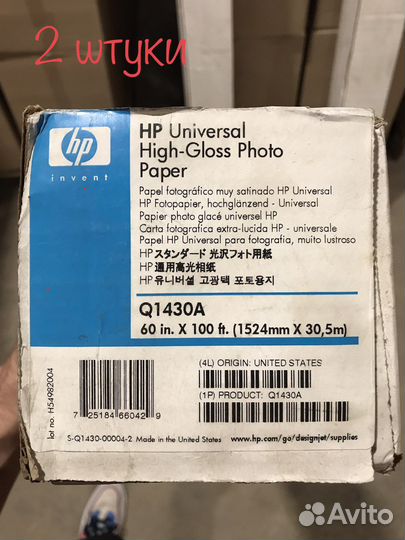 2 штуки
hp
invent
HP Universal
High-Gloss Photo
Paper
Papel fotográfico muy satinado HP Universal
HP Fotopapier, hochglänzend - Universal
Papier photo glacé universel HP
Carta fotografica extra-lucida HP - universale
Papel HP Universal para fotografia, muito lustroso
HP スタンダード 光沢フォト用紙
HP 通用高光相纸
HP 유니버설 고광택 포토용지
Q1430A
60 in. X 100 ft. (1524mm X 30,5m)
(4L) ORIGIN: UNITED STATES
(1P) PRODUCT: Q1430A
7 25184 66042 9
lot no. H54982004
S-Q1430-00004-2 Made in the United States
www.hp.com/go/designjet/supplies
Avito